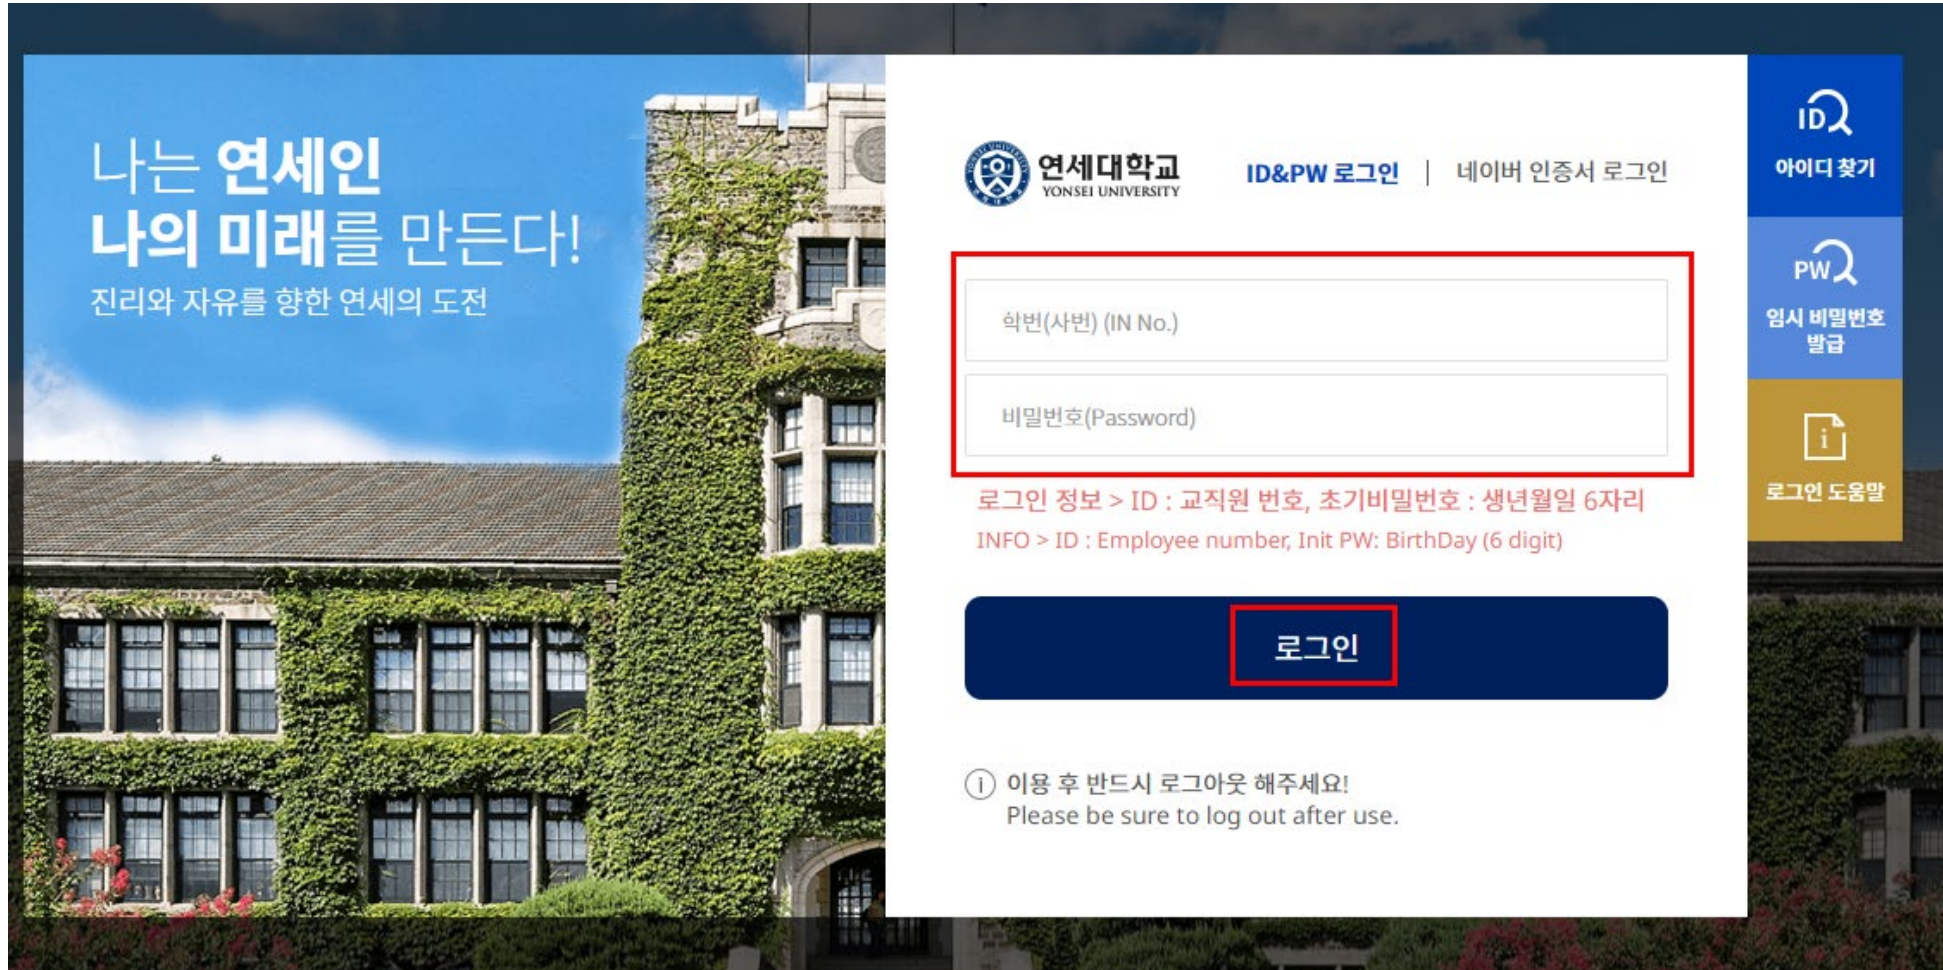 나는 연세인
나의 미래를 만든다!
진리와 자유를 향한 연세의 도전
연세대학교
YONSEI UNIVERSITY
ID&PW 로그인 | 네이버 인증서 로그인
학번(사번) (IN No.)
비밀번호(Password)
로그인 정보 > ID : 교직원 번호, 초기비밀번호 : 생년월일 6자리
INFO > ID : Employee number, Init PW: BirthDay (6 digit)
로그인
이용 후 반드시 로그아웃 해주세요!
Please be sure to log out after use.
ID
아이디 찾기
PW
임시 비밀번호
발급
로그인 도움말